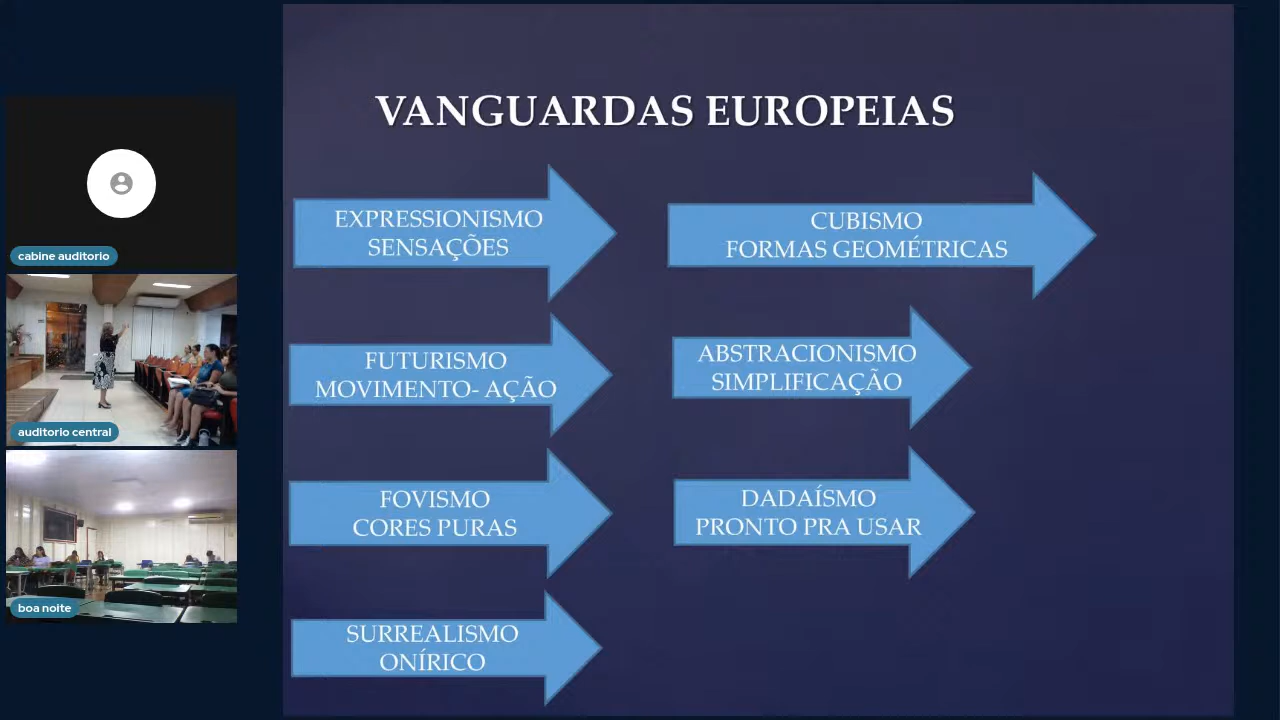 VANGUARDAS EUROPEIAS
EXPRESSIONISMO
SENSAÇÕES
CUBISMO
FORMAS GEOMÉTRICAS
FUTURISMO
MOVIMENTO- AÇÃO
ABSTRACIONISMO
SIMPLIFICAÇÃO
FOVISMO
CORES PURAS
DADAÍSMO
PRONTO PRA USAR
SURREALISMO
ONÍRICO
cabine auditorio
auditorio central
boa noite